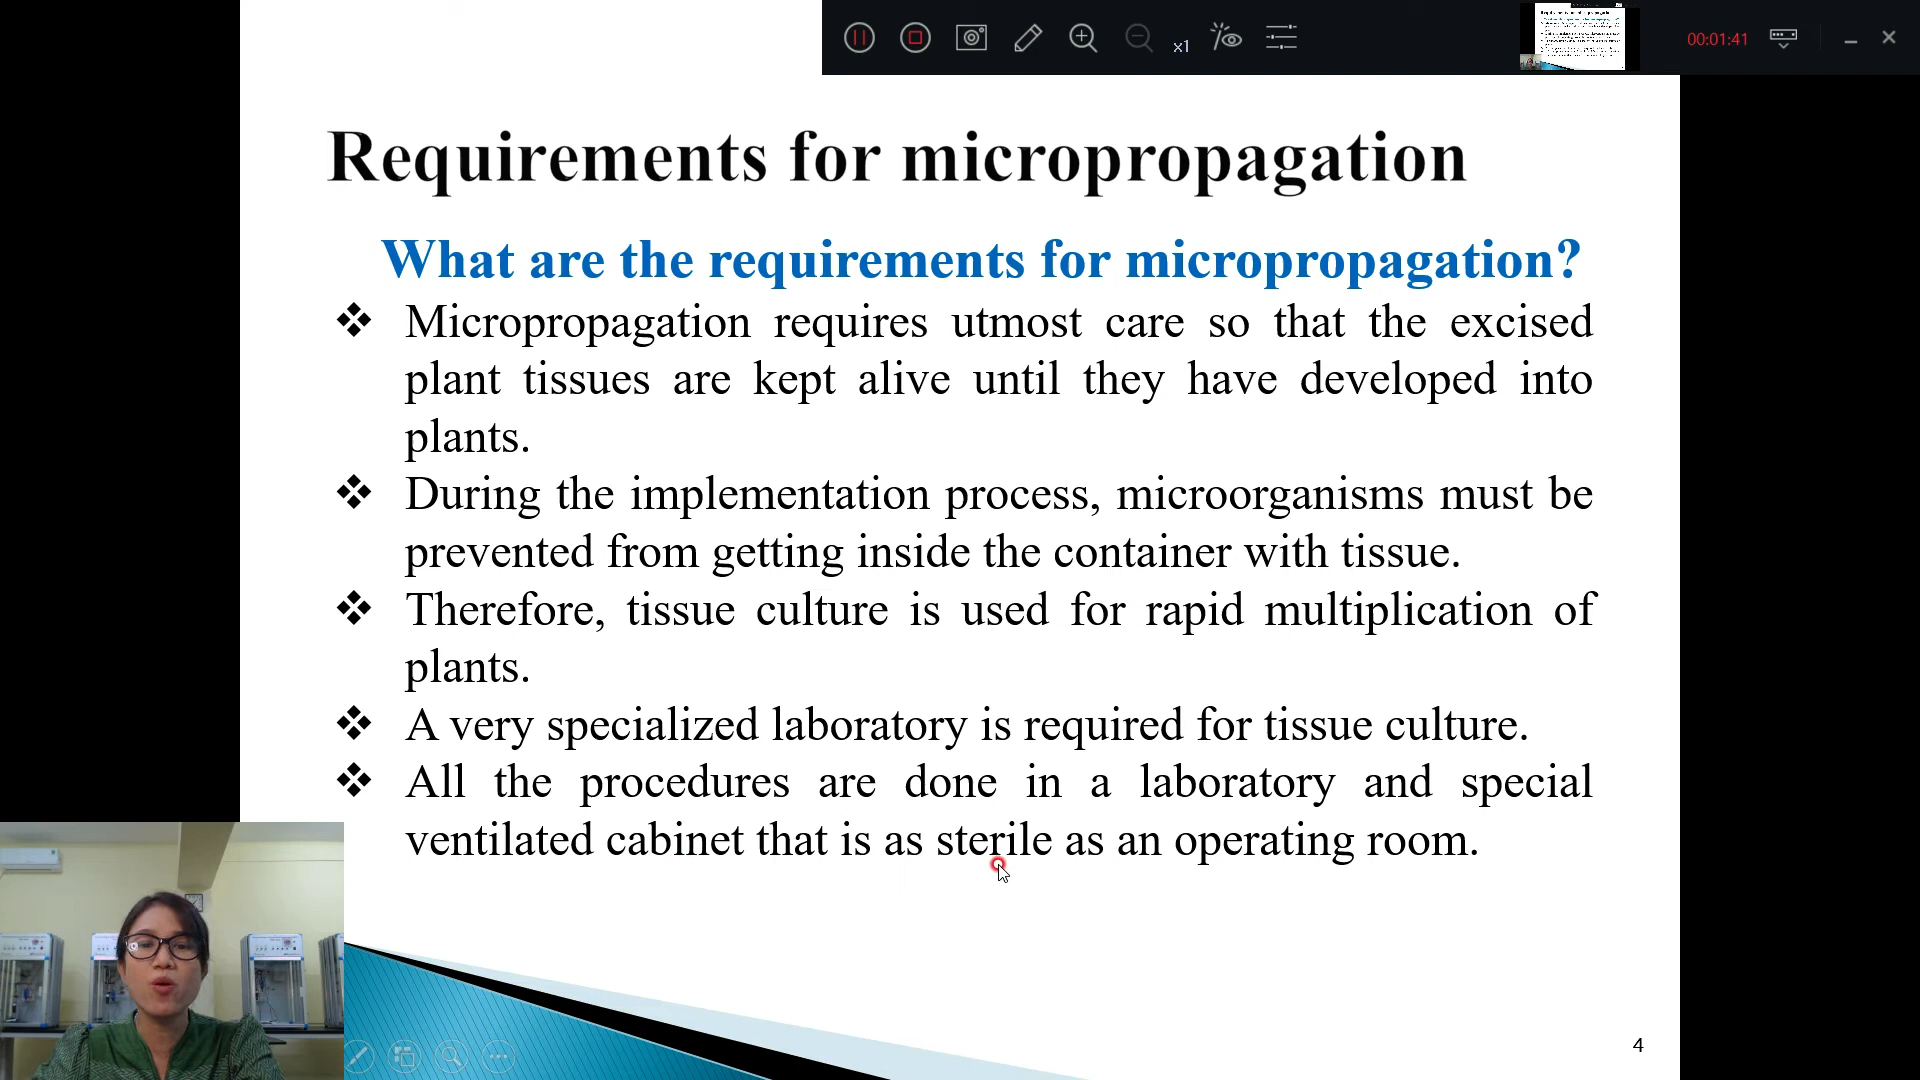 x1
00:01:41
Requirements for micropropagation
What are the requirements for micropropagation?
❖ Micropropagation requires utmost care so that the excised
plant tissues are kept alive until they have developed into
plants.
❖ During the implementation process, microorganisms must be
prevented from getting inside the container with tissue.
❖ Therefore, tissue culture is used for rapid multiplication of
plants.
❖ A very specialized laboratory is required for tissue culture.
❖ All the procedures are done in a laboratory and special
ventilated cabinet that is as sterile as an operating room.
4